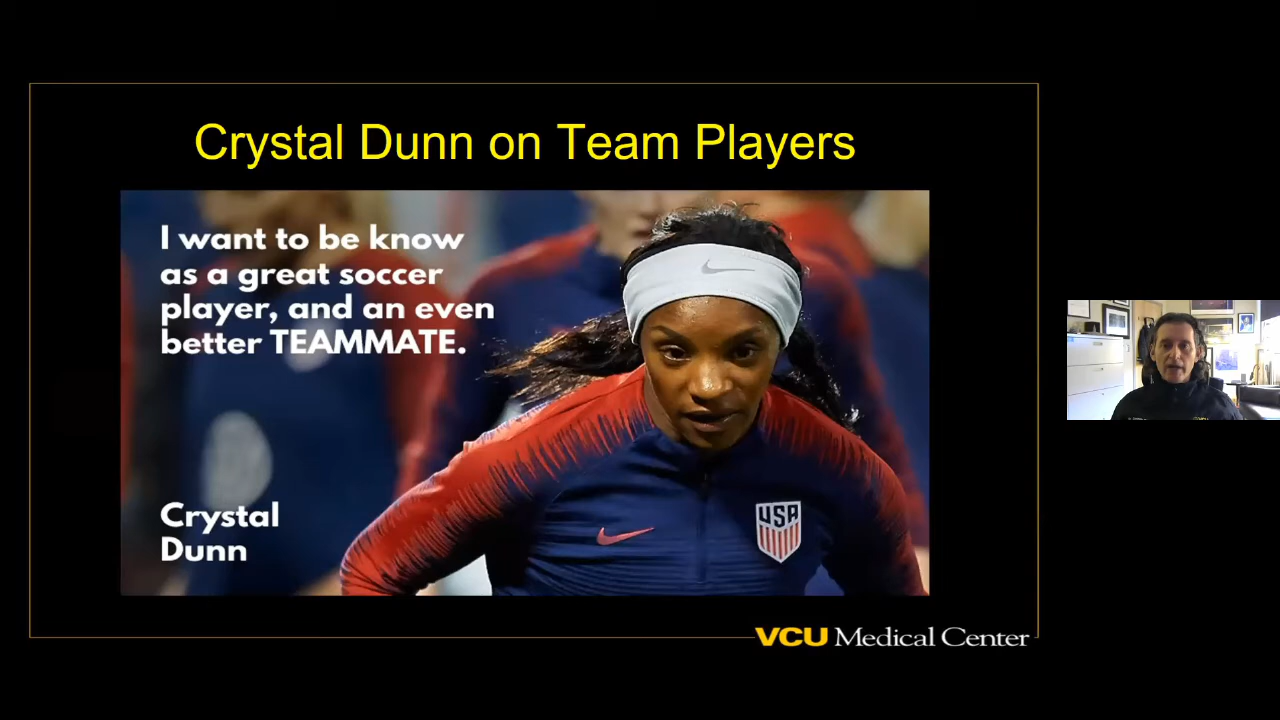 Crystal Dunn on Team Players
I want to be know
as a great soccer
player, and an even
better TEAMMATE.
Crystal
Dunn
USA
VCU Medical Center